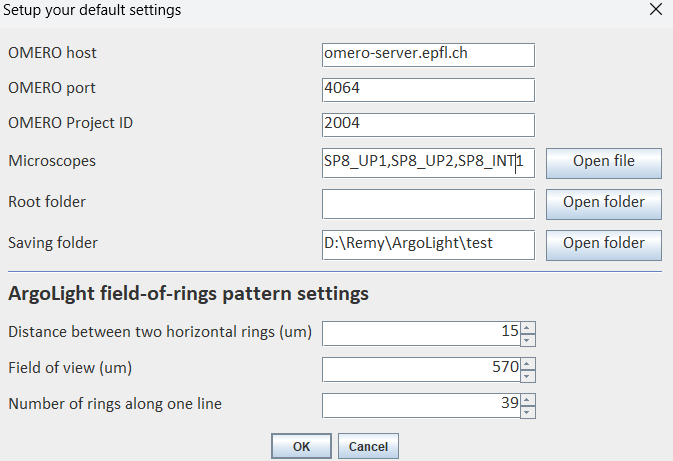 Setup your default settings
OMERO host omero-server.epfl.ch
OMERO port 4064
OMERO Project ID 2004
Microscopes SP8_UP1,SP8_UP2,SP8_INT1 Open file
Root folder Open folder
Saving folder D:\Remy\ArgoLight\test Open folder
ArgoLight field-of-rings pattern settings
Distance between two horizontal rings (um) 15
Field of view (um) 570
Number of rings along one line 39
OK Cancel